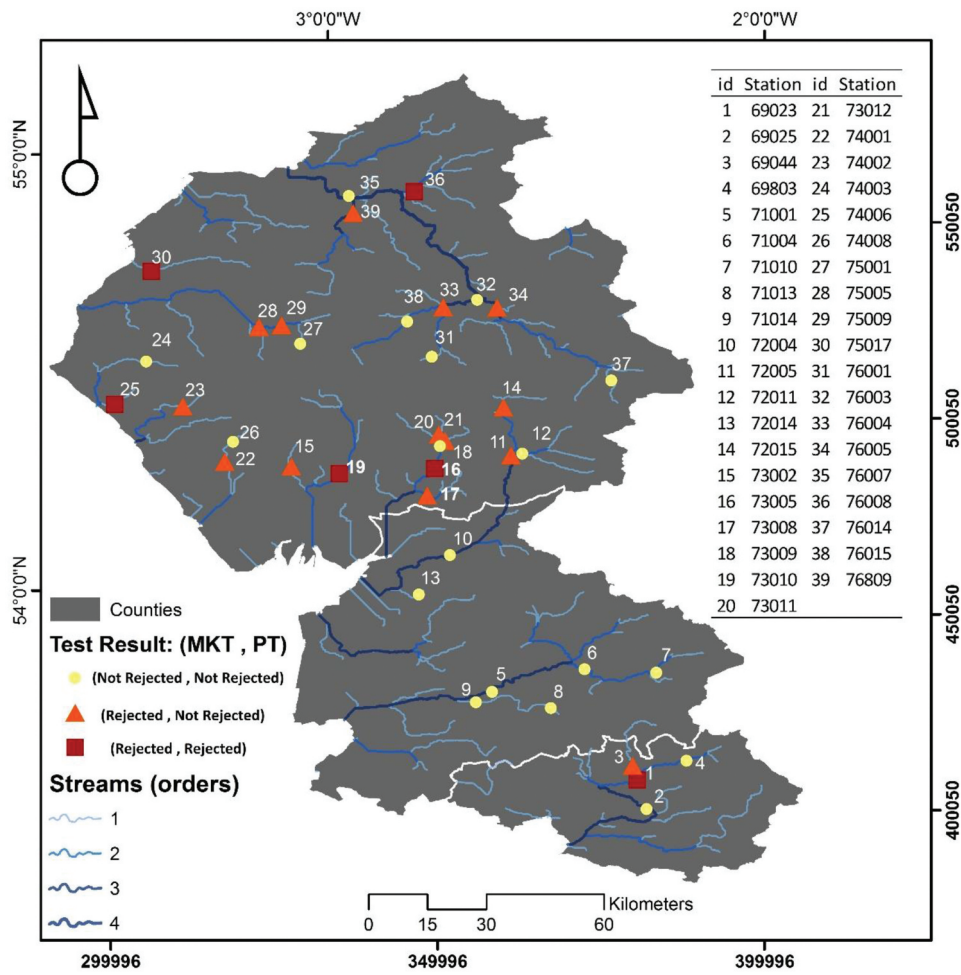 3°0'0"W 2°0'0"W
55°0'0"N
54°0'0"N
550050
500050
450050
400050
id Station id Station
1 69023 21 73012
2 69025 22 74001
3 69044 23 74002
4 69803 24 74003
5 71001 25 74006
6 71004 26 74008
7 71010 27 75001
8 71013 28 75005
9 71014 29 75009
10 72004 30 75017
11 72005 31 76001
12 72011 32 76003
13 72014 33 76004
14 72015 34 76005
15 73002 35 76007
16 73005 36 76008
17 73008 37 76014
18 73009 38 76015
19 73010 39 76809
20 73011
35 36
39
30
32
38 33 34
28 29
27
31
24
37
25 23
14
20 21
26 15 11 12
18
22 19 16
17
10
13
6 7
5
9 8
3 4
1
2
Counties
Test Result: (MKT , PT)
(Not Rejected , Not Rejected)
(Rejected , Not Rejected)
(Rejected , Rejected)
Streams (orders)
1
2
3
4
Kilometers
0 15 30 60
299996 349996 399996